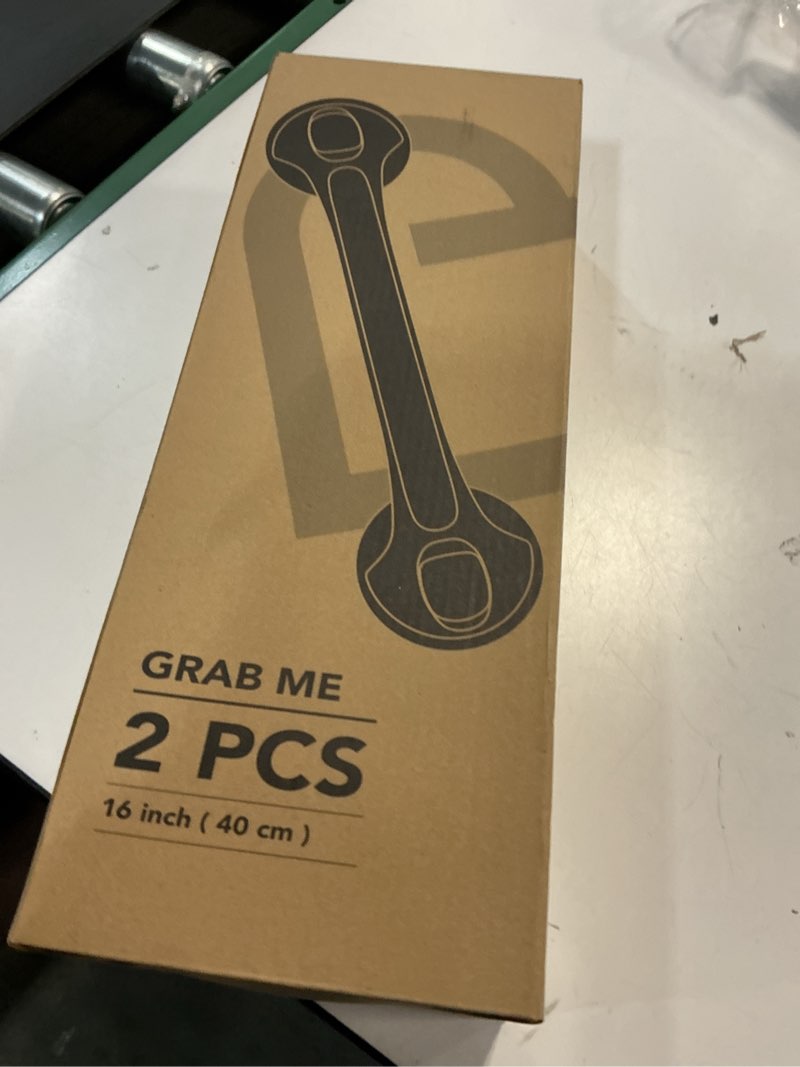 GRAB ME
2 PCS
16 inch ( 40 cm )